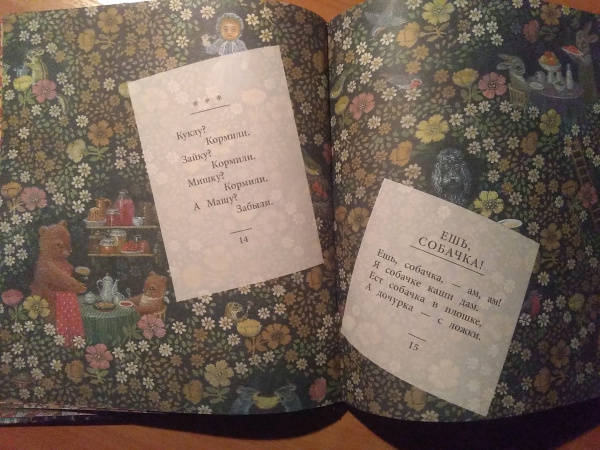 * * *
Куклу?
Кормили.
Зайку?
Кормили.
Мишку?
Кормили.
А Машу?
Забыли.
14
ЕШЬ,
СОБАЧКА!
Ешь, собачка, — ам, ам!
Я собачке каши дам.
Ест собачка в плошке,
А дочурка — с ложки.
15